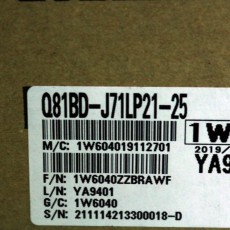 Q81BD-J71LP21-25
1W
M/C: 1W604019112701
2019/
YA9
F/N: 1W6040ZZBRAWF
L/N: YA9401
G/C: 1W6040
S/N: 211114213300018-D